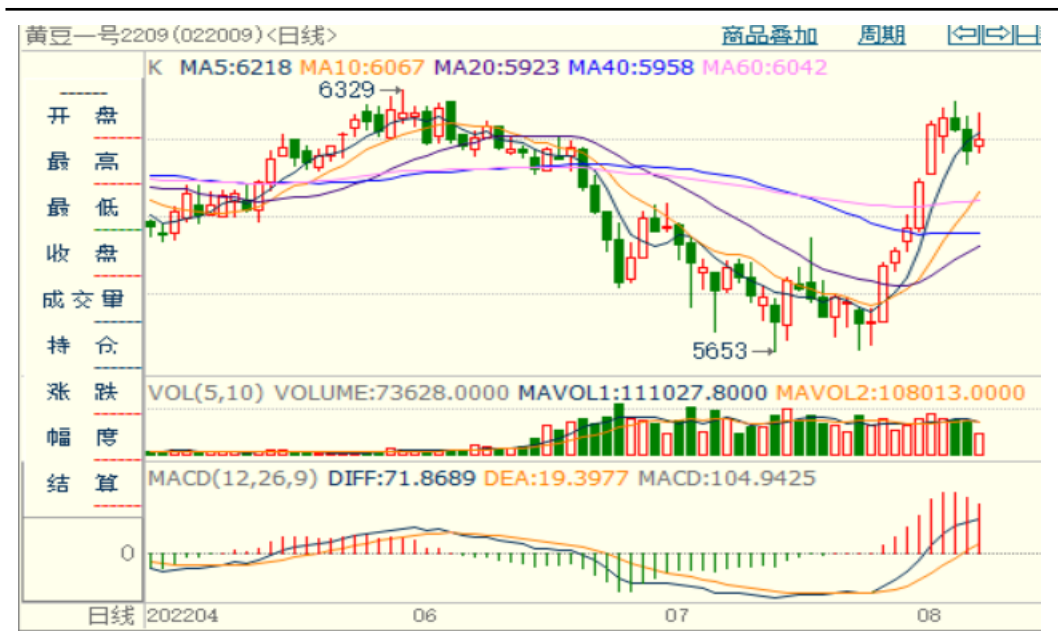 黄豆一号2209(022009)<日线> 商品叠加 周期
K MA5:6218 MA10:6067 MA20:5923 MA40:5958 MA60:6042
6329
开 盘
最 高
最 低
收 盘
成 交 量
持 仓
5653
涨 跌
VOL(5,10) VOLUME:73628.0000 MAVOL1:111027.8000 MAVOL2:108013.0000
幅 度
结 算
MACD(12,26,9) DIFF:71.8689 DEA:19.3977 MACD:104.9425
0
日线 202204 06 07 08